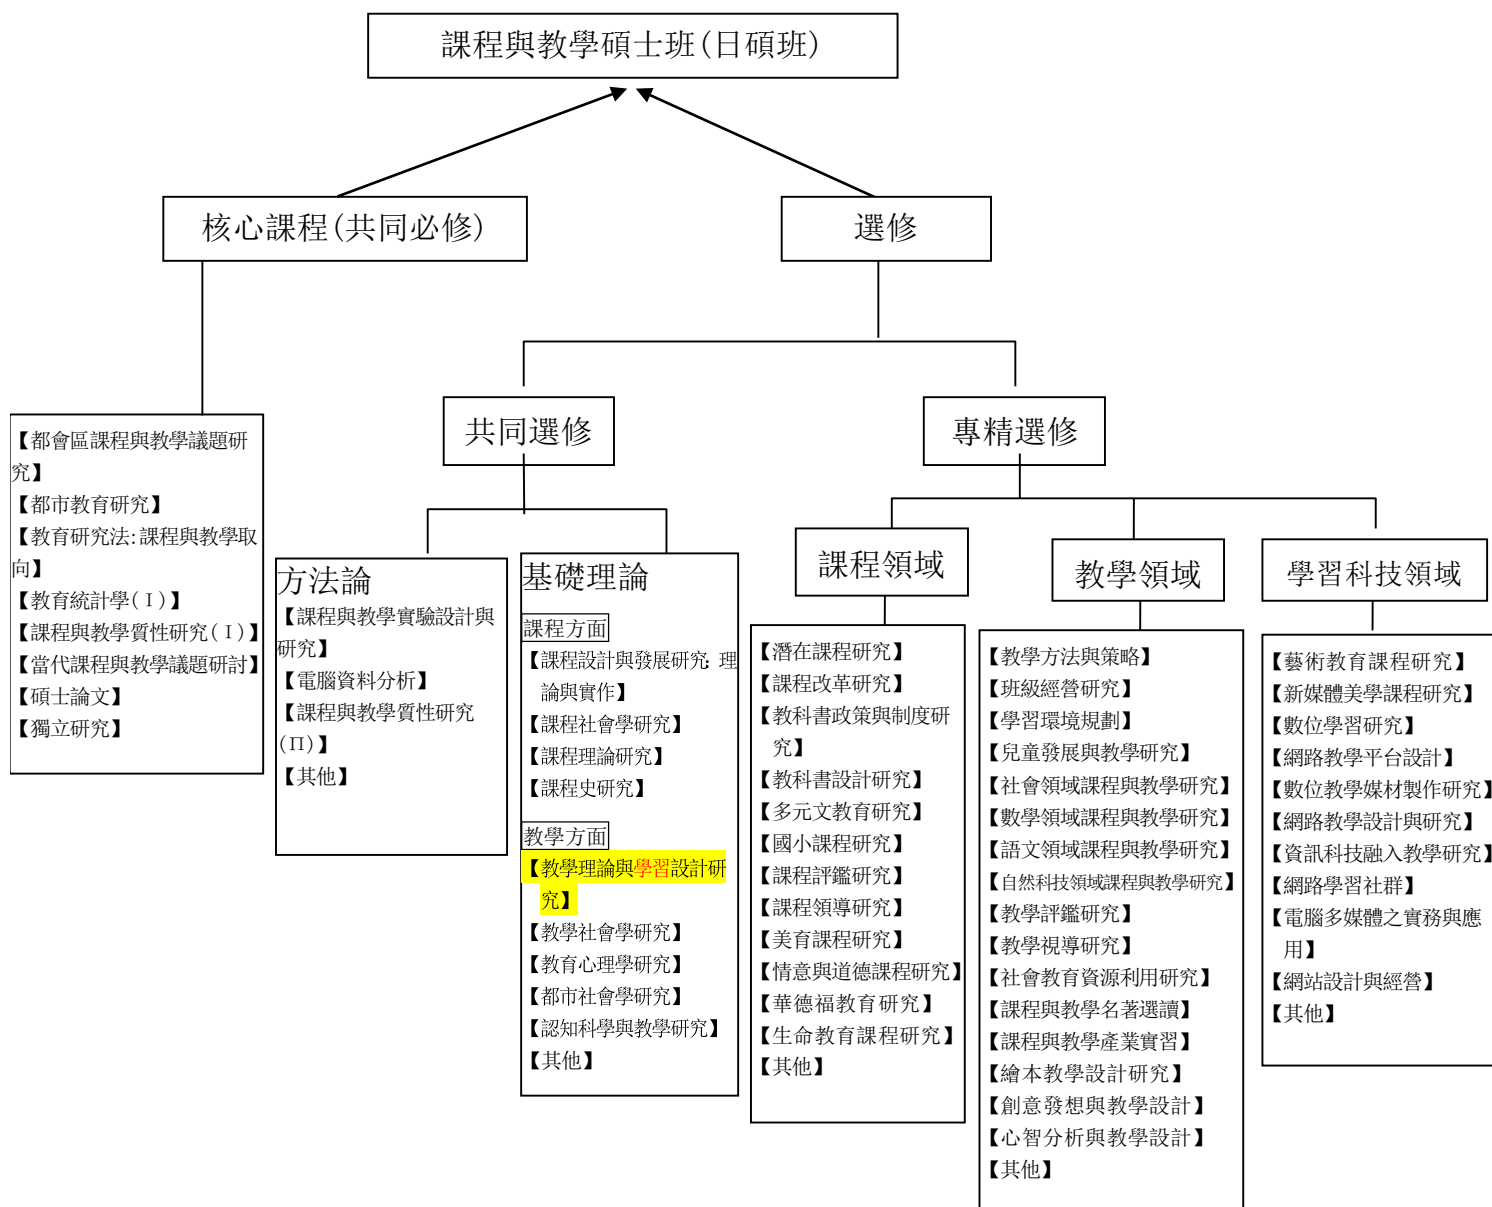 課程與教學碩士班(日碩班)
核心課程(共同必修)
選修
共同選修
專精選修
【都會區課程與教學議題研
究】
【都市教育研究】
【教育研究法:課程與教學取
向】
【教育統計學(Ⅰ)】
【課程與教學質性研究(Ⅰ)】
【當代課程與教學議題研討】
【碩士論文】
【獨立研究】
方法論
【課程與教學實驗設計與
研究】
【電腦資料分析】
【課程與教學質性研究
(Π)】
【其他】
基礎理論
課程方面
【課程設計與發展研究:理
論與實作】
【課程社會學研究】
【課程理論研究】
【課程史研究】
教學方面
【教學理論與學習設計研
究】
【教學社會學研究】
【教育心理學研究】
【都市社會學研究】
【認知科學與教學研究】
【其他】
課程領域
【潛在課程研究】
【課程改革研究】
【教科書政策與制度研
究】
【教科書設計研究】
【多元文教育研究】
【國小課程研究】
【課程評鑑研究】
【課程領導研究】
【美育課程研究】
【情意與道德課程研究】
【華德福教育研究】
【生命教育課程研究】
【其他】
教學領域
【教學方法與策略】
【班級經營研究】
【學習環境規劃】
【兒童發展與教學研究】
【社會領域課程與教學研究】
【數學領域課程與教學研究】
【語文領域課程與教學研究】
【自然科技領域課程與教學研究】
【教學評鑑研究】
【教學視導研究】
【社會教育資源利用研究】
【課程與教學名著選讀】
【課程與教學產業實習】
【繪本教學設計研究】
【創意發想與教學設計】
【心智分析與教學設計】
【其他】
學習科技領域
【藝術教育課程研究】
【新媒體美學課程研究】
【數位學習研究】
【網路教學平台設計】
【數位教學媒材製作研究】
【網路教學設計與研究】
【資訊科技融入教學研究】
【網路學習社群】
【電腦多媒體之實務與應
用】
【網站設計與經營】
【其他】